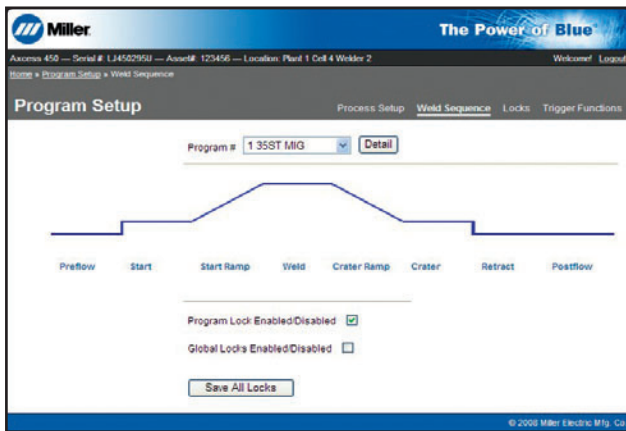 Miller
The Power of Blue
Axcess 450 — Serial #: LJ450295U — Asset#: 123456 — Location: Plant 1 Cell 4 Welder 2
Welcome! Logout
Home » Program Setup » Weld Sequence
Program Setup
Process Setup Weld Sequence Locks Trigger Functions
Program # 1 35ST MIG Detail
Preflow Start Start Ramp Weld Crater Ramp Crater Retract Postflow
Program Lock Enabled/Disabled
Global Locks Enabled/Disabled
Save All Locks
© 2008 Miller Electric Mfg. Co